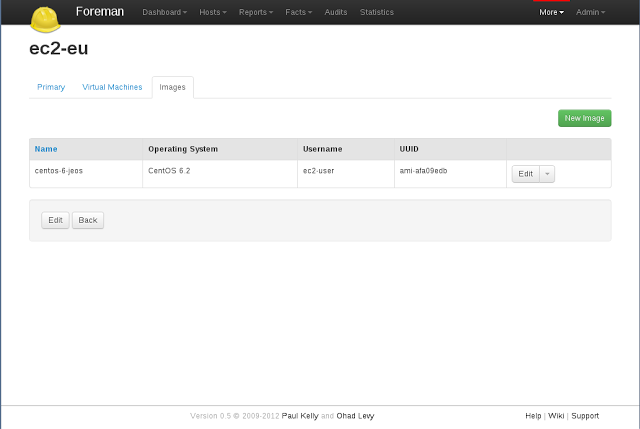 Foreman Dashboard Hosts Reports Facts Audits Statistics More Admin
ec2-eu
Primary Virtual Machines Images
New Image
Name Operating System Username UUID
centos-6-jeos CentOS 6.2 ec2-user ami-afa09edb Edit
Edit Back
Version 0.5 © 2009-2012 Paul Kelly and Ohad Levy Help | Wiki | Support